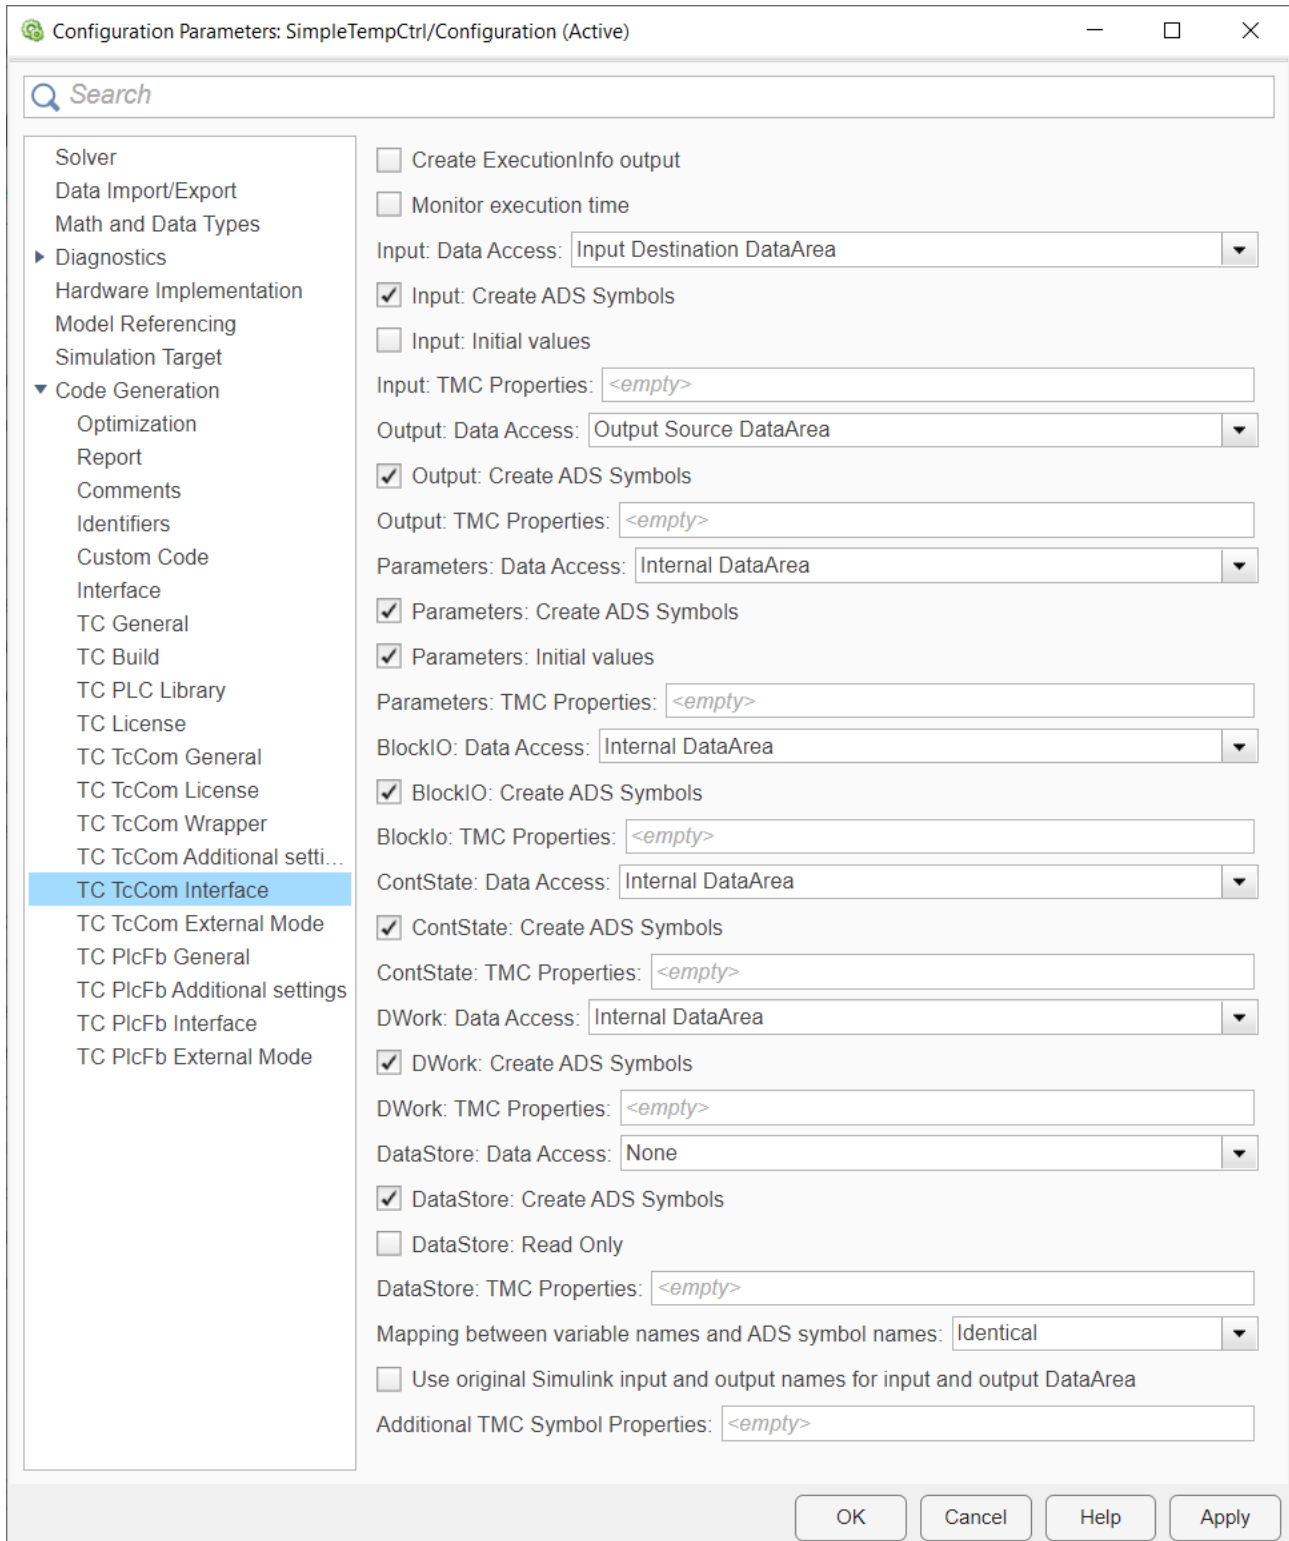 Configuration Parameters: SimpleTempCtrl/Configuration (Active)
Search
Solver
Data Import/Export
Math and Data Types
Diagnostics
Hardware Implementation
Model Referencing
Simulation Target
Code Generation
Optimization
Report
Comments
Identifiers
Custom Code
Interface
TC General
TC Build
TC PLC Library
TC License
TC TcCom General
TC TcCom License
TC TcCom Wrapper
TC TcCom Additional setti...
TC TcCom Interface
TC TcCom External Mode
TC PlcFb General
TC PlcFb Additional settings
TC PlcFb Interface
TC PlcFb External Mode
Create ExecutionInfo output
Monitor execution time
Input: Data Access: Input Destination DataArea
Input: Create ADS Symbols
Input: Initial values
Input: TMC Properties: <empty>
Output: Data Access: Output Source DataArea
Output: Create ADS Symbols
Output: TMC Properties: <empty>
Parameters: Data Access: Internal DataArea
Parameters: Create ADS Symbols
Parameters: Initial values
Parameters: TMC Properties: <empty>
BlockIO: Data Access: Internal DataArea
BlockIO: Create ADS Symbols
BlockIo: TMC Properties: <empty>
ContState: Data Access: Internal DataArea
ContState: Create ADS Symbols
ContState: TMC Properties: <empty>
DWork: Data Access: Internal DataArea
DWork: Create ADS Symbols
DWork: TMC Properties: <empty>
DataStore: Data Access: None
DataStore: Create ADS Symbols
DataStore: Read Only
DataStore: TMC Properties: <empty>
Mapping between variable names and ADS symbol names: Identical
Use original Simulink input and output names for input and output DataArea
Additional TMC Symbol Properties: <empty>
OK Cancel Help Apply